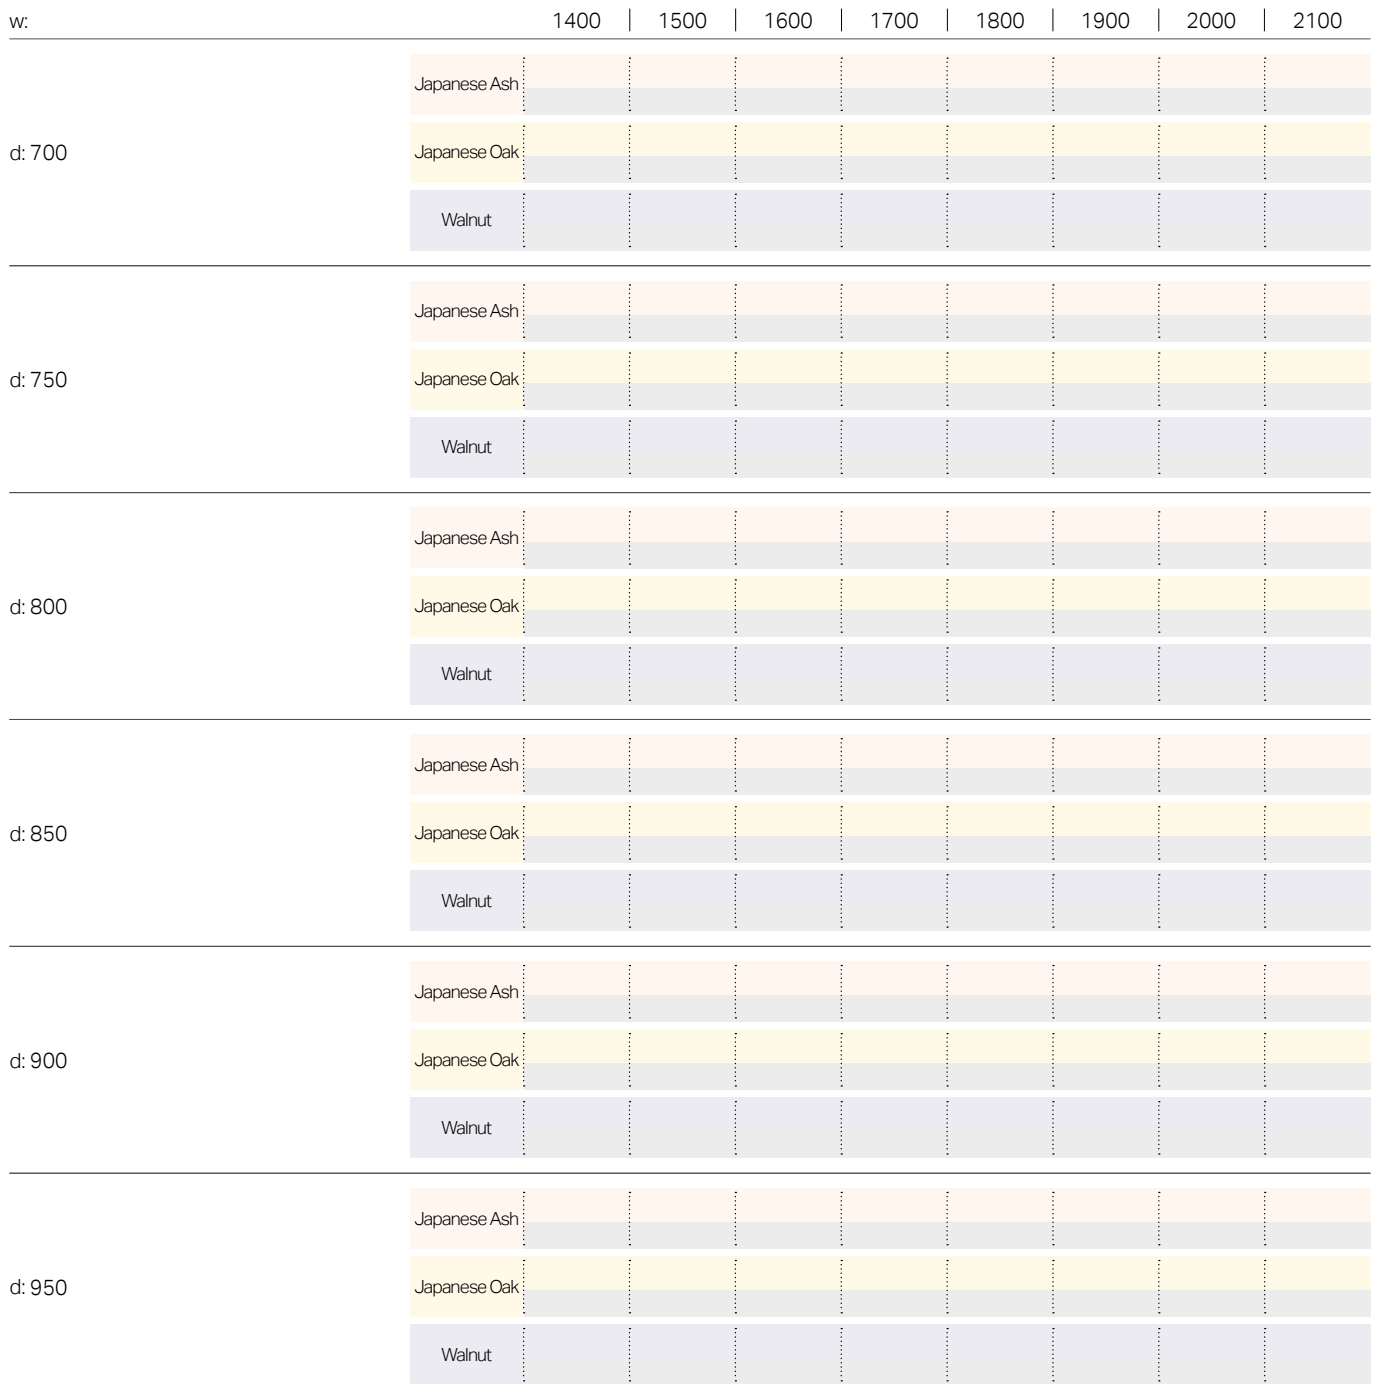 w: 1400 | 1500 | 1600 | 1700 | 1800 | 1900 | 2000 | 2100
Japanese Ash
d: 700 Japanese Oak
Walnut
Japanese Ash
d: 750 Japanese Oak
Walnut
Japanese Ash
d: 800 Japanese Oak
Walnut
Japanese Ash
d: 850 Japanese Oak
Walnut
Japanese Ash
d: 900 Japanese Oak
Walnut
Japanese Ash
d: 950 Japanese Oak
Walnut